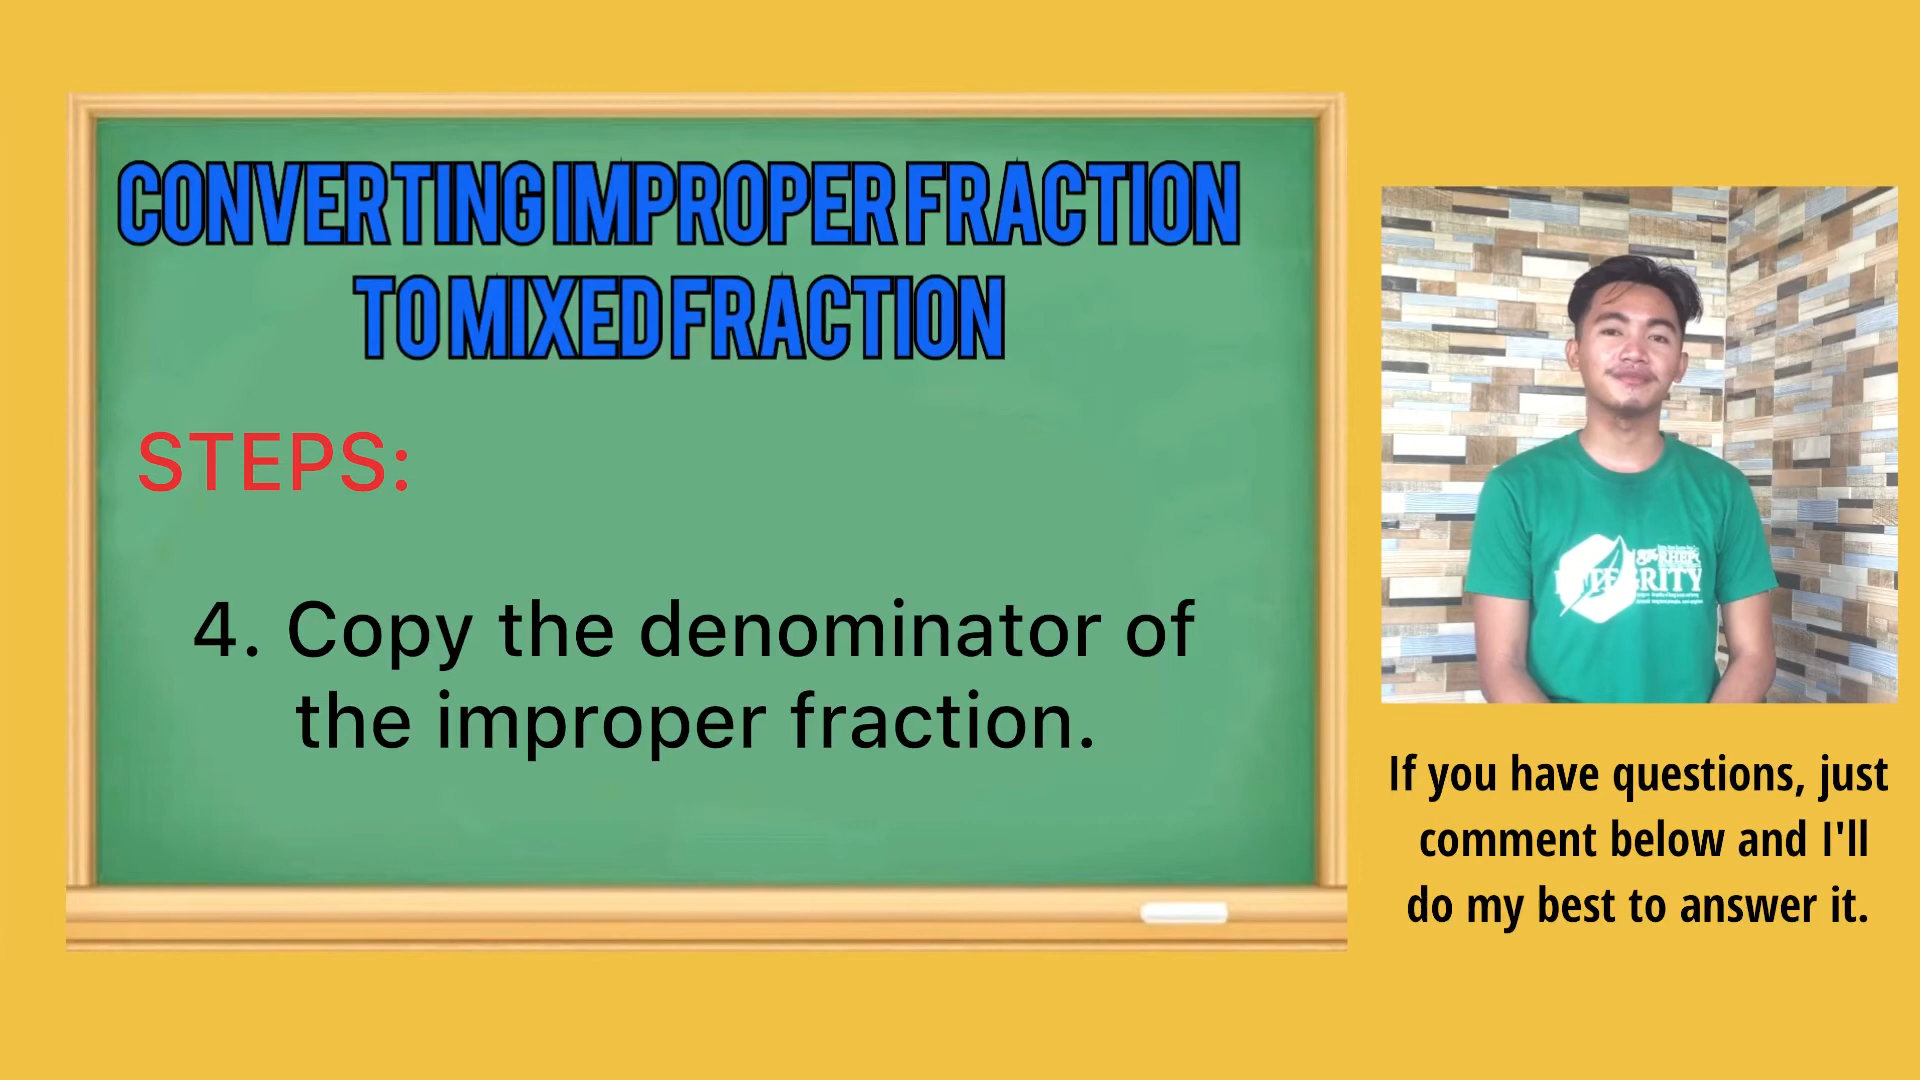 CONVERTING IMPROPER FRACTION
TO MIXED FRACTION
STEPS:
4. Copy the denominator of
the improper fraction.
If you have questions, just
comment below and I'll
do my best to answer it.